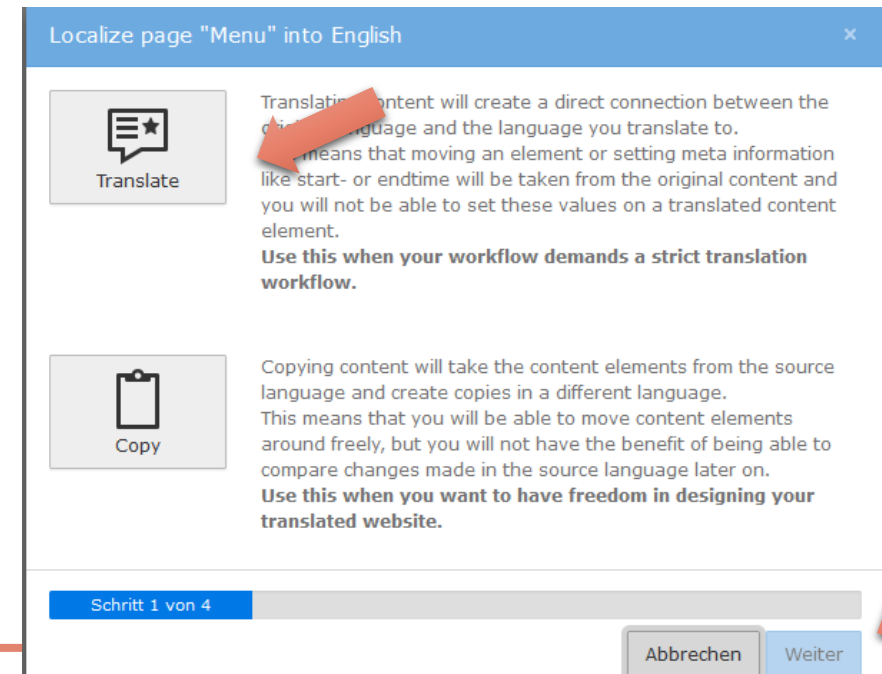 Localize page "Menu" into English ×
Translate
Translating content will create a direct connection between the
language and the language you translate to.
means that moving an element or setting meta information
like start- or endtime will be taken from the original content and
you will not be able to set these values on a translated content
element.
Use this when your workflow demands a strict translation
workflow.
Copy
Copying content will take the content elements from the source
language and create copies in a different language.
This means that you will be able to move content elements
around freely, but you will not have the benefit of being able to
compare changes made in the source language later on.
Use this when you want to have freedom in designing your
translated website.
Schritt 1 von 4
Abbrechen Weiter